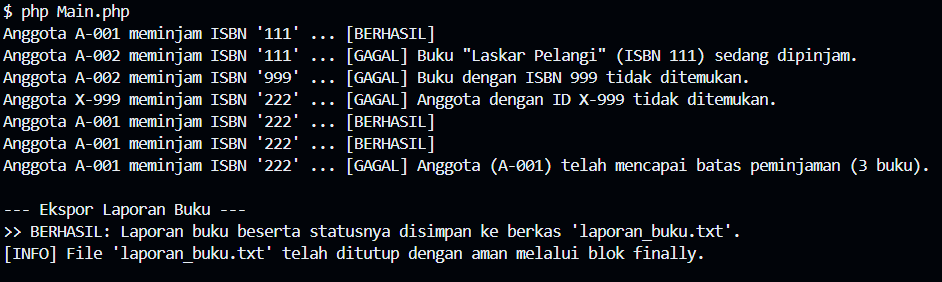 $ php Main.php
Anggota A-001 meminjam ISBN '111' ... [BERHASIL]
Anggota A-002 meminjam ISBN '111' ... [GAGAL] Buku "Laskar Pelangi" (ISBN 111) sedang dipinjam.
Anggota A-002 meminjam ISBN '999' ... [GAGAL] Buku dengan ISBN 999 tidak ditemukan.
Anggota X-999 meminjam ISBN '222' ... [GAGAL] Anggota dengan ID X-999 tidak ditemukan.
Anggota A-001 meminjam ISBN '222' ... [BERHASIL]
Anggota A-001 meminjam ISBN '222' ... [BERHASIL]
Anggota A-001 meminjam ISBN '222' ... [GAGAL] Anggota (A-001) telah mencapai batas peminjaman (3 buku).

--- Ekspor Laporan Buku ---
>> BERHASIL: Laporan buku beserta statusnya disimpan ke berkas 'laporan_buku.txt'.
[INFO] File 'laporan_buku.txt' telah ditutup dengan aman melalui blok finally.